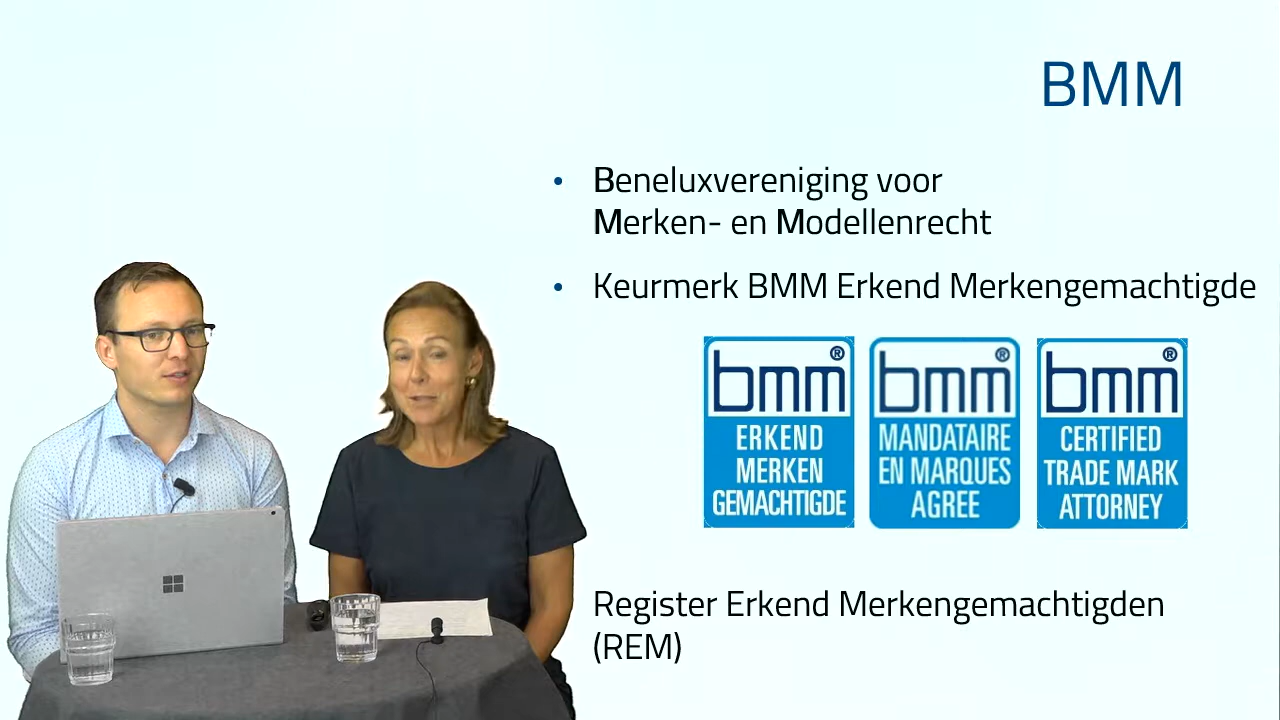 BMM
• Beneluxvereniging voor
Merken- en Modellenrecht
• Keurmerk BMM Erkend Merkengemachtigde
bmm®
ERKEND
MERKEN
GEMACHTIGDE
bmm®
MANDATAIRE
EN MARQUES
AGREE
bmm®
CERTIFIED
TRADE MARK
ATTORNEY
Register Erkend Merkengemachtigden
(REM)